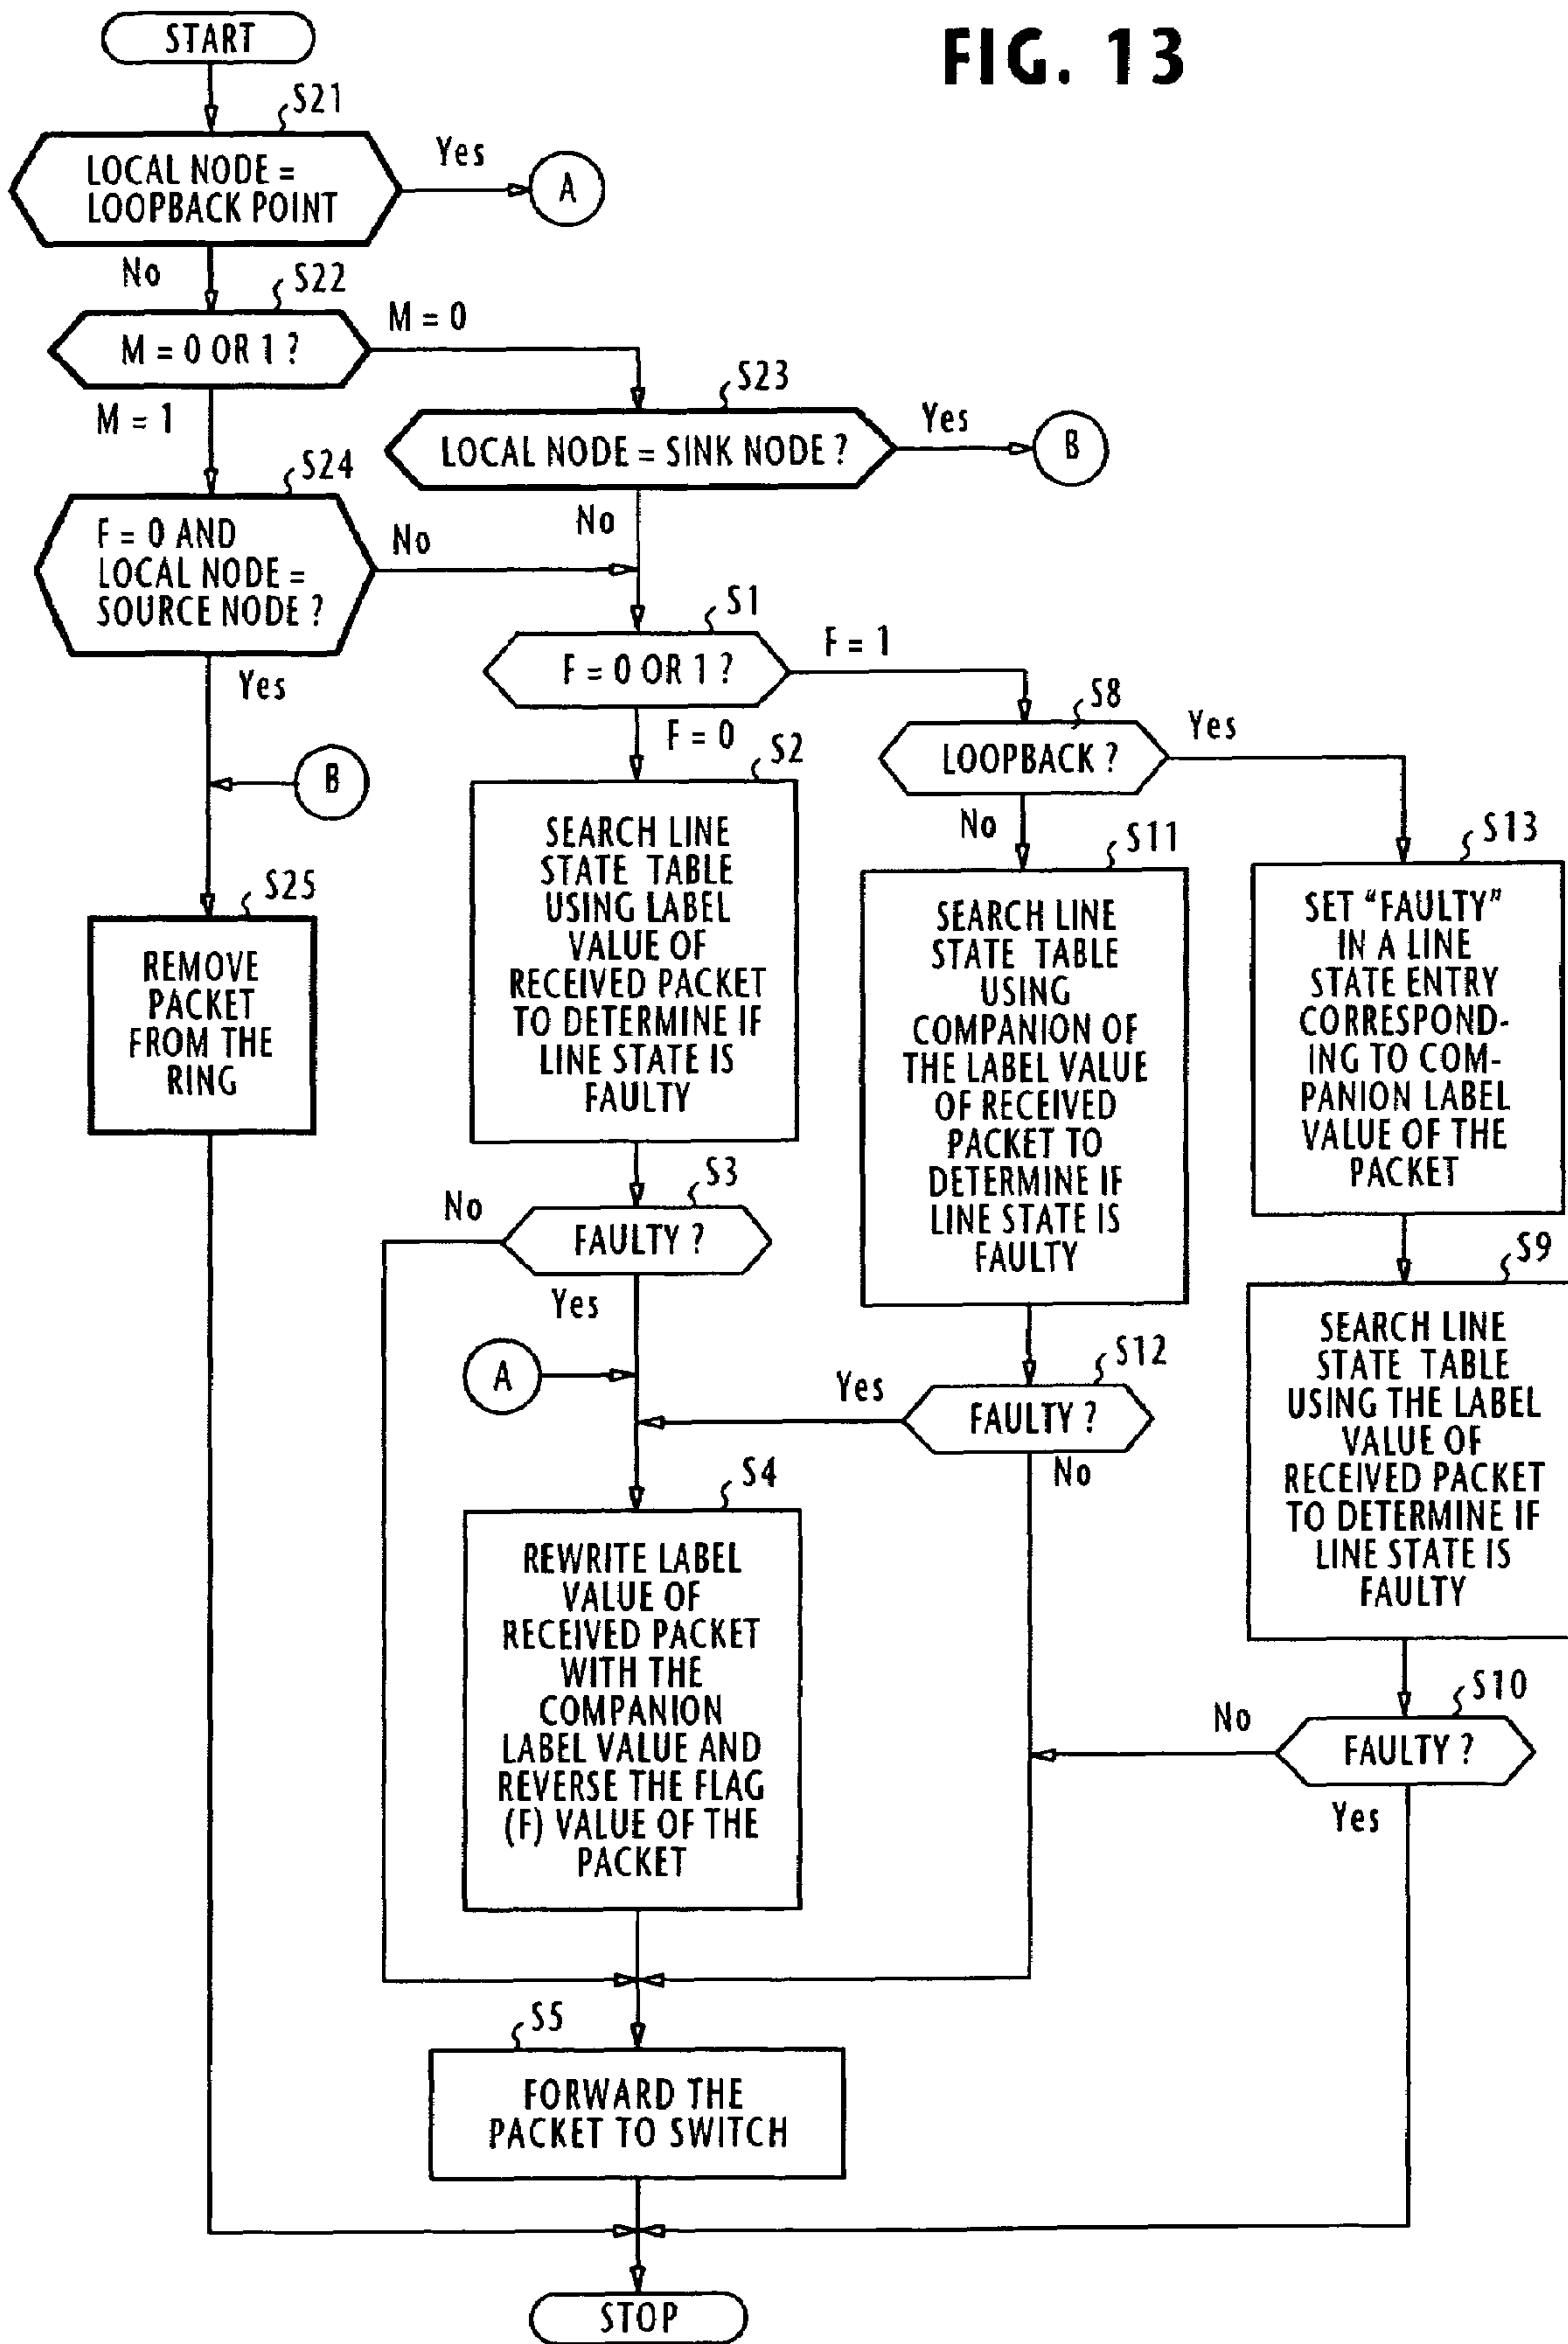 FIG. 13
START
S21
LOCAL NODE =
LOOPBACK POINT
Yes
A
No
S22
M = 0 OR 1 ?
M = 0
M = 1
S23
LOCAL NODE = SINK NODE ?
Yes
B
No
S24
F = 0 AND
LOCAL NODE =
SOURCE NODE ?
No
Yes
B
S25
REMOVE
PACKET
FROM THE
RING
S1
F = 0 OR 1 ?
F = 1
F = 0
S2
SEARCH LINE
STATE TABLE
USING LABEL
VALUE OF
RECEIVED PACKET
TO DETERMINE IF
LINE STATE IS
FAULTY
S3
FAULTY ?
No
Yes
A
S4
REWRITE LABEL
VALUE OF
RECEIVED PACKET
WITH THE
COMPANION
LABEL VALUE AND
REVERSE THE FLAG
(F) VALUE OF THE
PACKET
S8
LOOPBACK ?
Yes
No
S11
SEARCH LINE
STATE TABLE
USING
COMPANION OF
THE LABEL VALUE
OF RECEIVED
PACKET TO
DETERMINE IF
LINE STATE IS
FAULTY
S12
FAULTY ?
Yes
No
S13
SET “FAULTY”
IN A LINE
STATE ENTRY
CORRESPOND-
ING TO COM-
PANION LABEL
VALUE OF THE
PACKET
S9
SEARCH LINE
STATE TABLE
USING THE LABEL
VALUE OF
RECEIVED PACKET
TO DETERMINE IF
LINE STATE IS
FAULTY
S10
FAULTY ?
No
Yes
S5
FORWARD THE
PACKET TO SWITCH
STOP